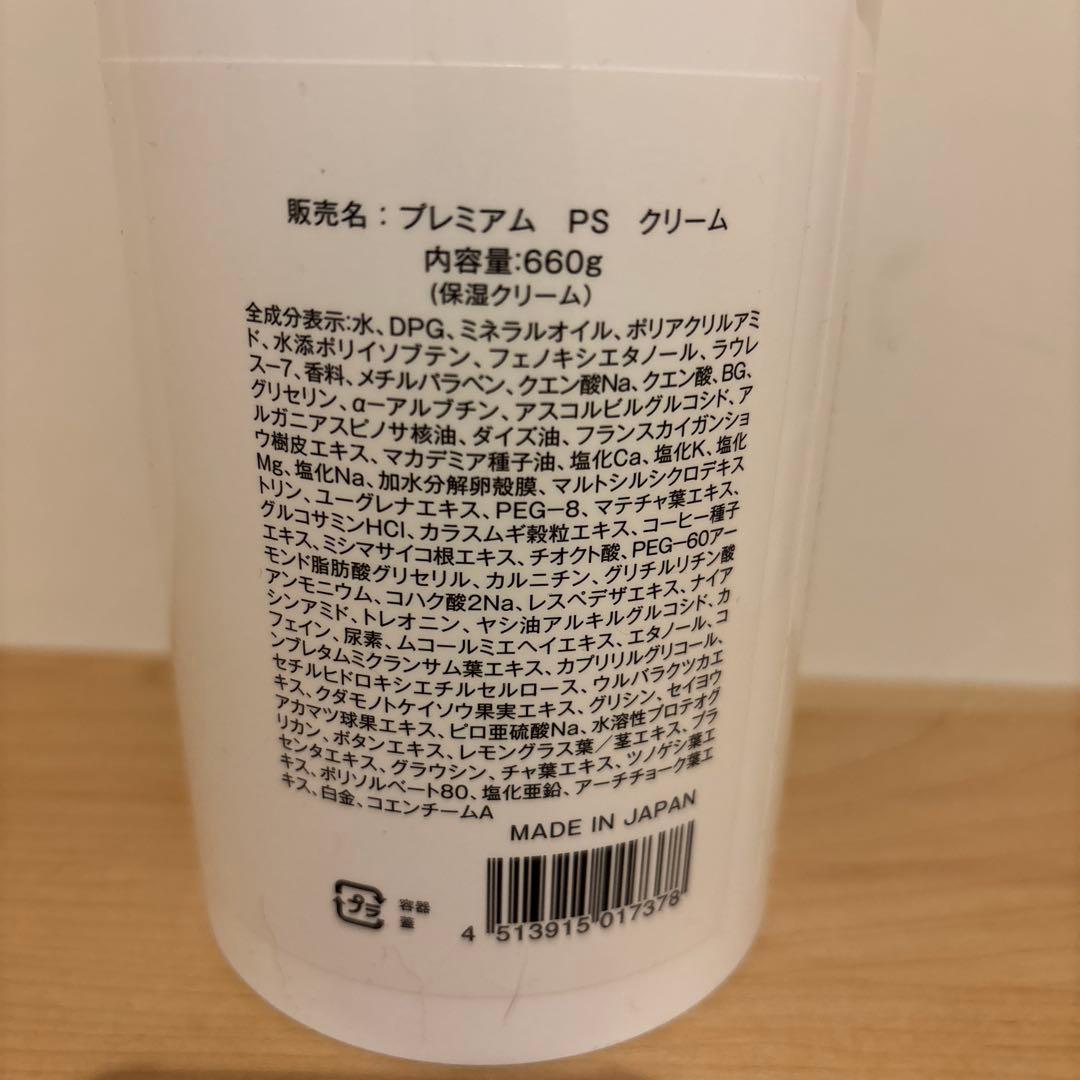 販売名：プレミアム　PS　クリーム
内容量:660g
(保湿クリーム)
全成分表示:水、DPG、ミネラルオイル、ポリアクリルアミ
ド、水添ポリイソブテン、フェノキシエタノール、ラウレ
ス-7、香料、メチルパラベン、クエン酸Na、クエン酸、BG、
グリセリン、α-アルブチン、アスコルビルグルコシド、ア
ルガニアスピノサ核油、ダイズ油、フランスカイガンショ
ウ樹皮エキス、マカデミア種子油、塩化Ca、塩化K、塩化
Mg、塩化Na、加水分解卵殻膜、マルトシルシクロデキス
トリン、ユーグレナエキス、PEG-8、マテチャ葉エキス、
グルコサミンHCl、カラスムギ穀粒エキス、コーヒー種子
エキス、ミシマサイコ根エキス、チオクト酸、PEG-60アー
モンド脂肪酸グリセリル、カルニチン、グリチルリチン酸
アンモニウム、コハク酸2Na、レスペデザエキス、ナイア
シンアミド、トレオニン、ヤシ油アルキルグルコシド、カ
フェイン、尿素、ムコールミエヘイエキス、エタノール、コ
ンブレタムミクランサム葉エキス、カプリリルグリコール、
セチルヒドロキシエチルセルロース、ウルバラクツカエ
キス、クダモノトケイソウ果実エキス、グリシン、セイヨウ
アカマツ球果エキス、ピロ亜硫酸Na、水溶性プロテオグ
リカン、ボタンエキス、レモングラス葉／茎エキス、プラ
センタエキス、グラウシン、チャ葉エキス、ツノゲシ葉エ
キス、ポリソルベート80、塩化亜鉛、アーチチョーク葉エ
キス、白金、コエンチームA
MADE IN JAPAN
プラ
容器
蓋
4 513915 017378